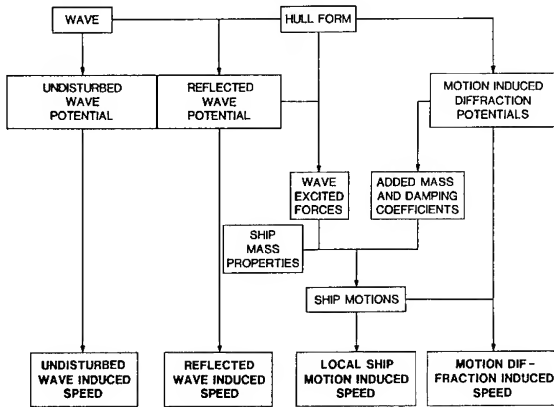 WAVE
HULL FORM
UNDISTURBED
WAVE
POTENTIAL
REFLECTED
WAVE
POTENTIAL
MOTION INDUCED
DIFFRACTION
POTENTIALS
WAVE
EXCITED
FORCES
ADDED MASS
AND DAMPING
COEFFICIENTS
SHIP
MASS
PROPERTIES
SHIP MOTIONS
UNDISTURBED
WAVE INDUCED
SPEED
REFLECTED
WAVE INDUCED
SPEED
LOCAL SHIP
MOTION INDUCED
SPEED
MOTION DIF-
FRACTION INDUCED
SPEED